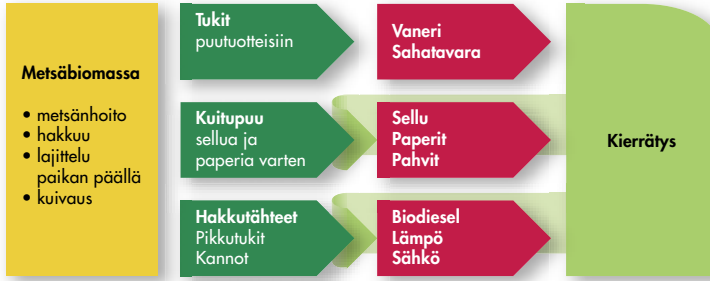 Metsäbiomassa
• metsänhoito
• hakkuu
• lajittelu
paikan päällä
• kuivaus
Tukit
puutuotteisiin
Vaneri
Sahatavara
Kuitupuu
sellua ja
paperia varten
Sellu
Paperit
Pahvit
Hakkutähteet
Pikkutukit
Kannot
Biodiesel
Lämpö
Sähkö
Kierrätys